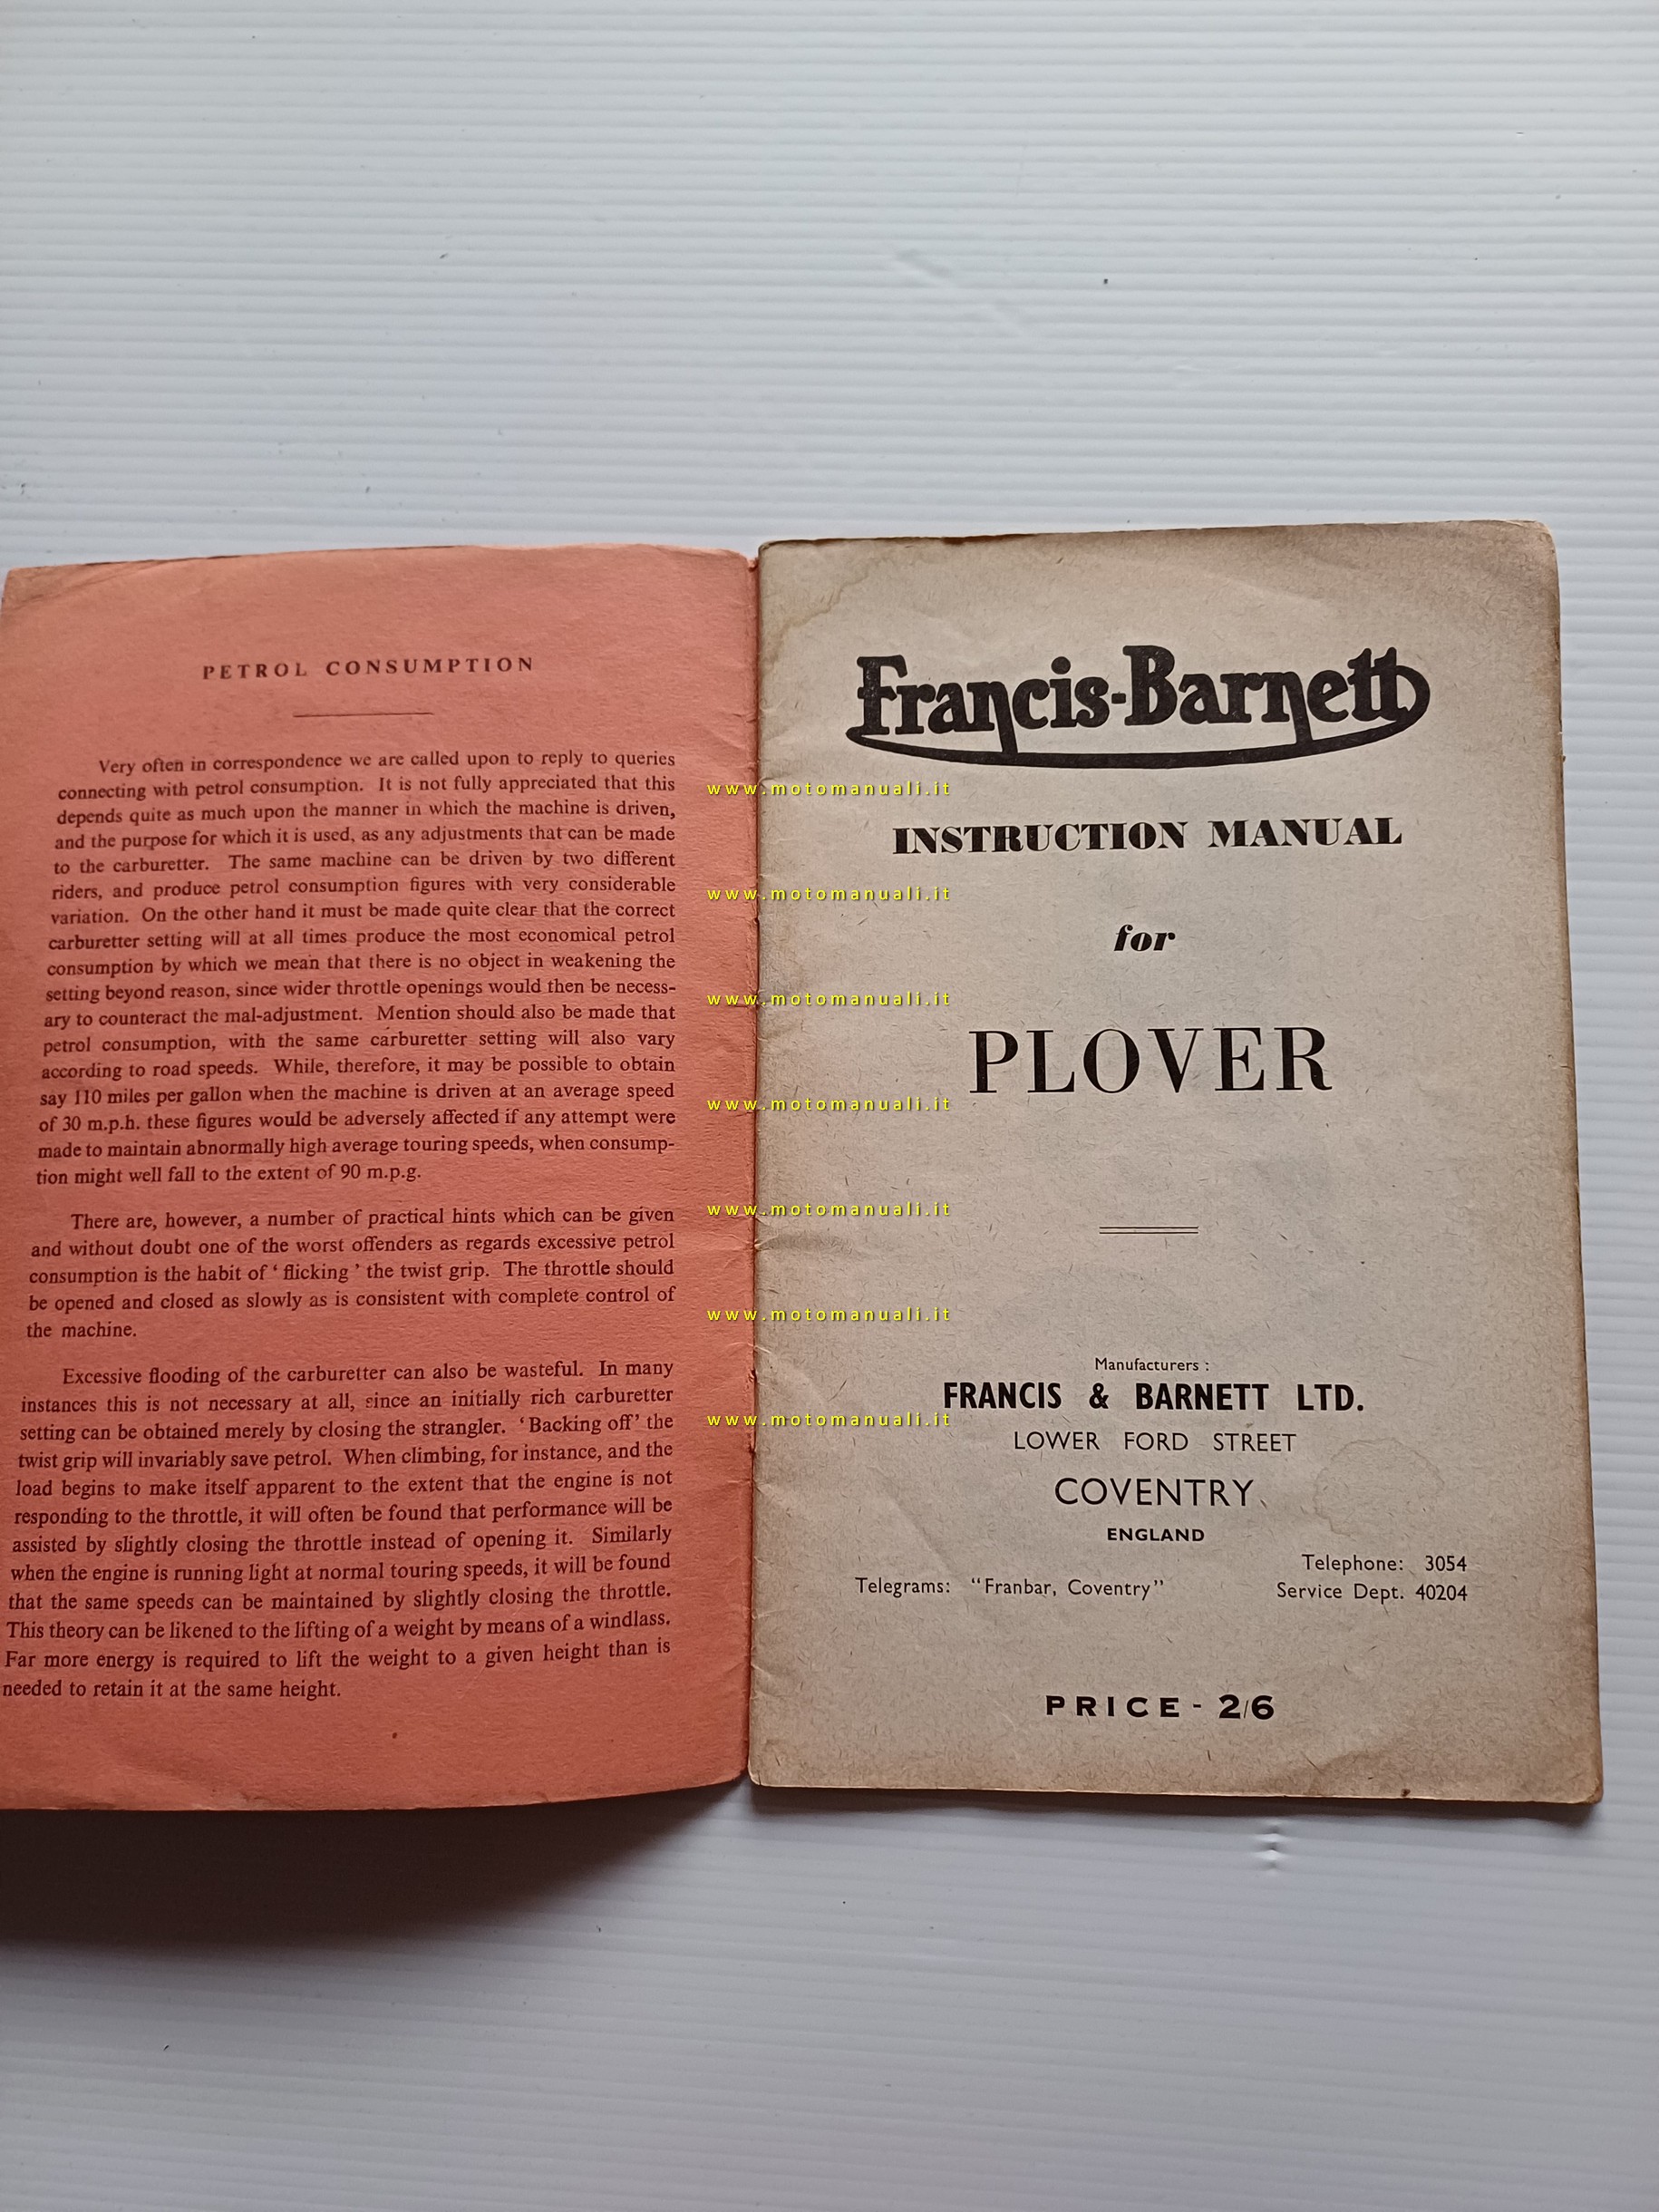 PETROL CONSUMPTION
Very often in correspondence we are called upon to reply to queries
connecting with petrol consumption. It is not fully appreciated that this
depends quite as much upon the manner in which the machine is driven,
and the purpose for which it is used, as any adjustments that can be made
to the carburetter. The same machine can be driven by two different
riders, and produce petrol consumption figures with very considerable
variation. On the other hand it must be made quite clear that the correct
carburetter setting will at all times produce the most economical petrol
consumption by which we mean that there is no object in weakening the
setting beyond reason, since wider throttle openings would then be necess-
ary to counteract the mal-adjustment. Mention should also be made that
petrol consumption, with the same carburetter setting will also vary
according to road speeds. While, therefore, it may be possible to obtain
say 110 miles per gallon when the machine is driven at an average speed
of 30 m.p.h. these figures would be adversely affected if any attempt were
made to maintain abnormally high average touring speeds, when consump-
tion might well fall to the extent of 90 m.p.g.
There are, however, a number of practical hints which can be given
and without doubt one of the worst offenders as regards excessive petrol
consumption is the habit of ‘ flicking ’ the twist grip. The throttle should
be opened and closed as slowly as is consistent with complete control of
the machine.
Excessive flooding of the carburetter can also be wasteful. In many
instances this is not necessary at all, since an initially rich carburetter
setting can be obtained merely by closing the strangler. ‘Backing off’ the
twist grip will invariably save petrol. When climbing, for instance, and the
load begins to make itself apparent to the extent that the engine is not
responding to the throttle, it will often be found that performance will be
assisted by slightly closing the throttle instead of opening it. Similarly
when the engine is running light at normal touring speeds, it will be found
that the same speeds can be maintained by slightly closing the throttle.
This theory can be likened to the lifting of a weight by means of a windlass.
Far more energy is required to lift the weight to a given height than is
needed to retain it at the same height.
Francis-Barnett
INSTRUCTION MANUAL
for
PLOVER
Manufacturers :
FRANCIS & BARNETT LTD.
LOWER FORD STREET
COVENTRY
ENGLAND
Telephone: 3054
Telegrams: "Franbar, Coventry" Service Dept. 40204
PRICE - 2/6
www.motomanuali.it
www.motomanuali.it
www.motomanuali.it
www.motomanuali.it
www.motomanuali.it
www.motomanuali.it
www.motomanuali.it